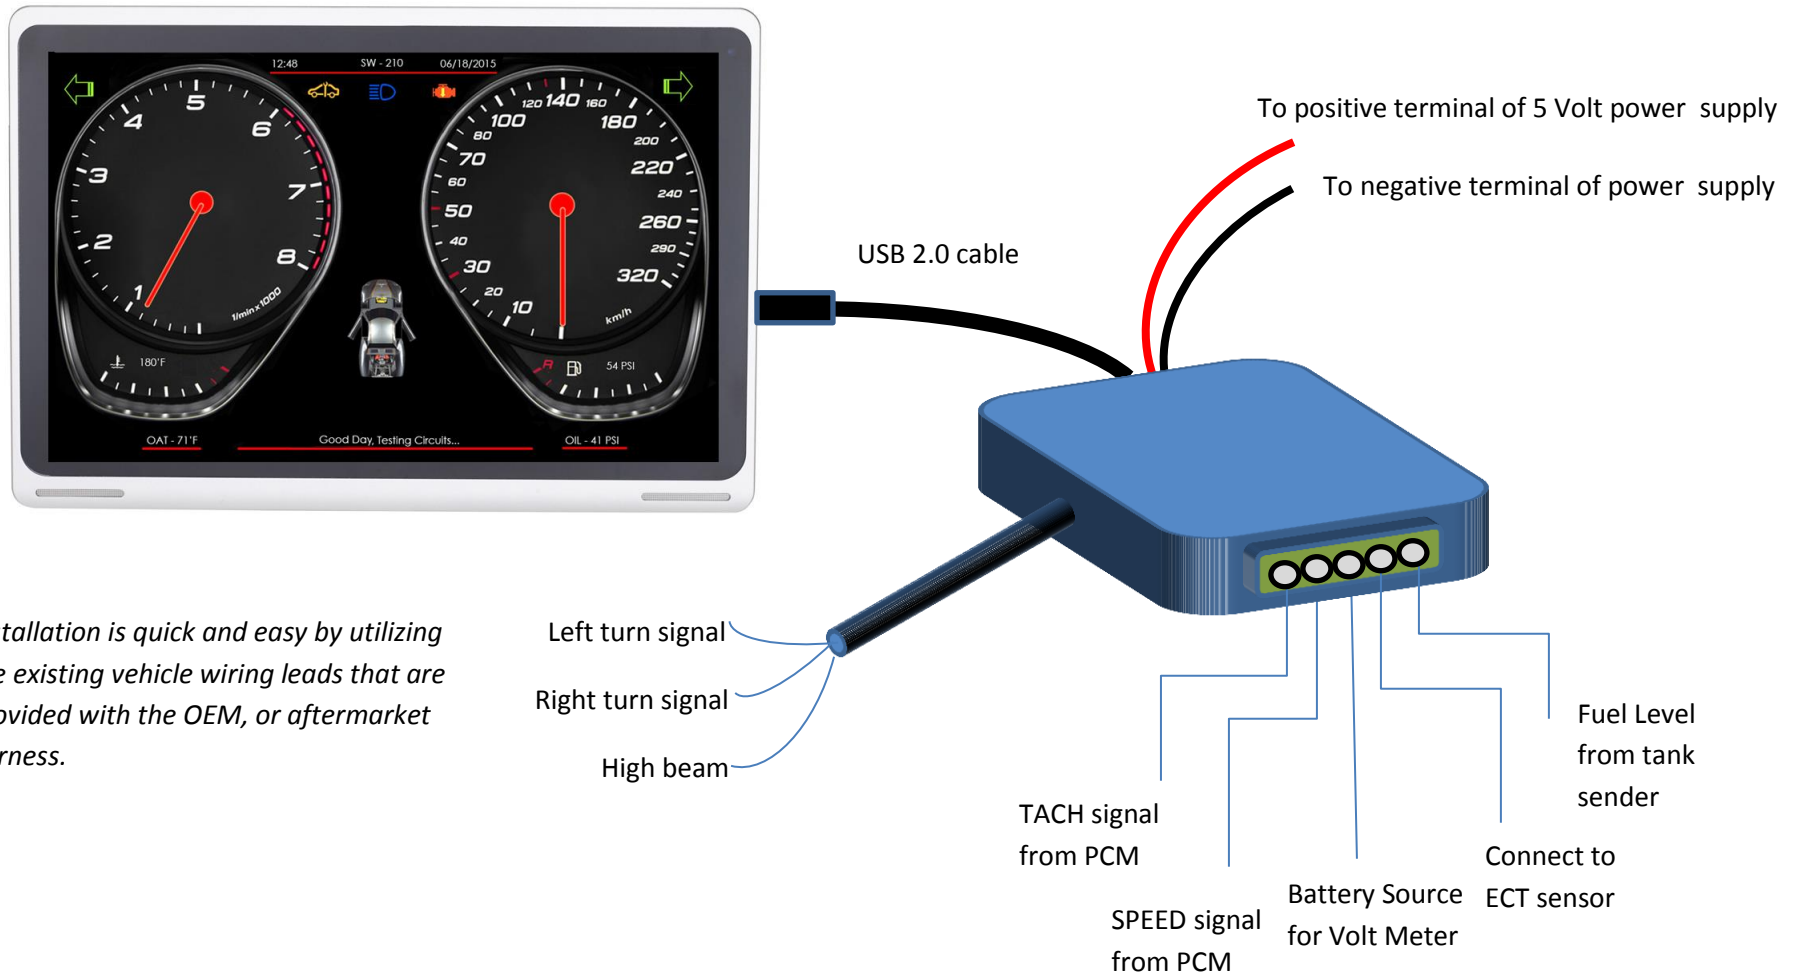 12:48 SW - 210 06/18/2015
5
4 6
3 7
2 8
1
1/min x 1000
180°F
120 140 160
100 180
80 200
70 220
60 240
50 260
40 290
30 320
20
10
km/h
R 54 PSI
OAT - 71°F Good Day, Testing Circuits... OIL - 41 PSI
To positive terminal of 5 Volt power supply
To negative terminal of power supply
USB 2.0 cable
tallation is quick and easy by utilizing
e existing vehicle wiring leads that are
ovided with the OEM, or aftermarket
rness.
Left turn signal
Right turn signal
High beam
TACH signal
from PCM
SPEED signal
from PCM
Battery Source
for Volt Meter
Connect to
ECT sensor
Fuel Level
from tank
sender